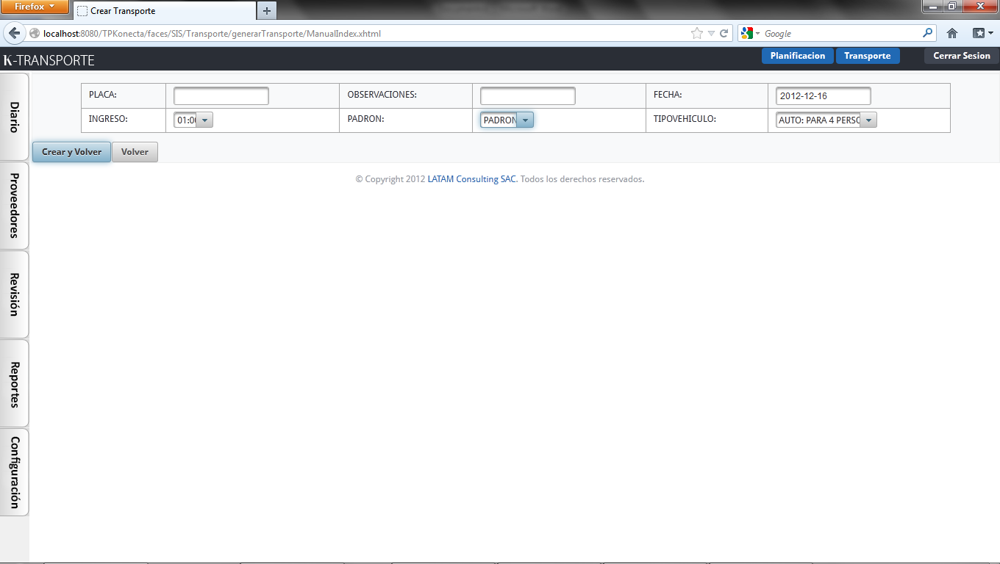 Firefox
Crear Transporte
localhost:8080/TPKonecta/faces/SIS/Transporte/generarTransporte/ManualIndex.xhtml
Google
K-TRANSPORTE
Planificacion
Transporte
Cerrar Sesion
Diario
Proveedores
Revisión
Reportes
Configuración
PLACA:
OBSERVACIONES:
FECHA:
2012-12-16
INGRESO:
01:00
PADRON:
PADRON
TIPOVEHICULO:
AUTO: PARA 4 PERSO
Crear y Volver
Volver
© Copyright 2012 LATAM Consulting SAC. Todos los derechos reservados.